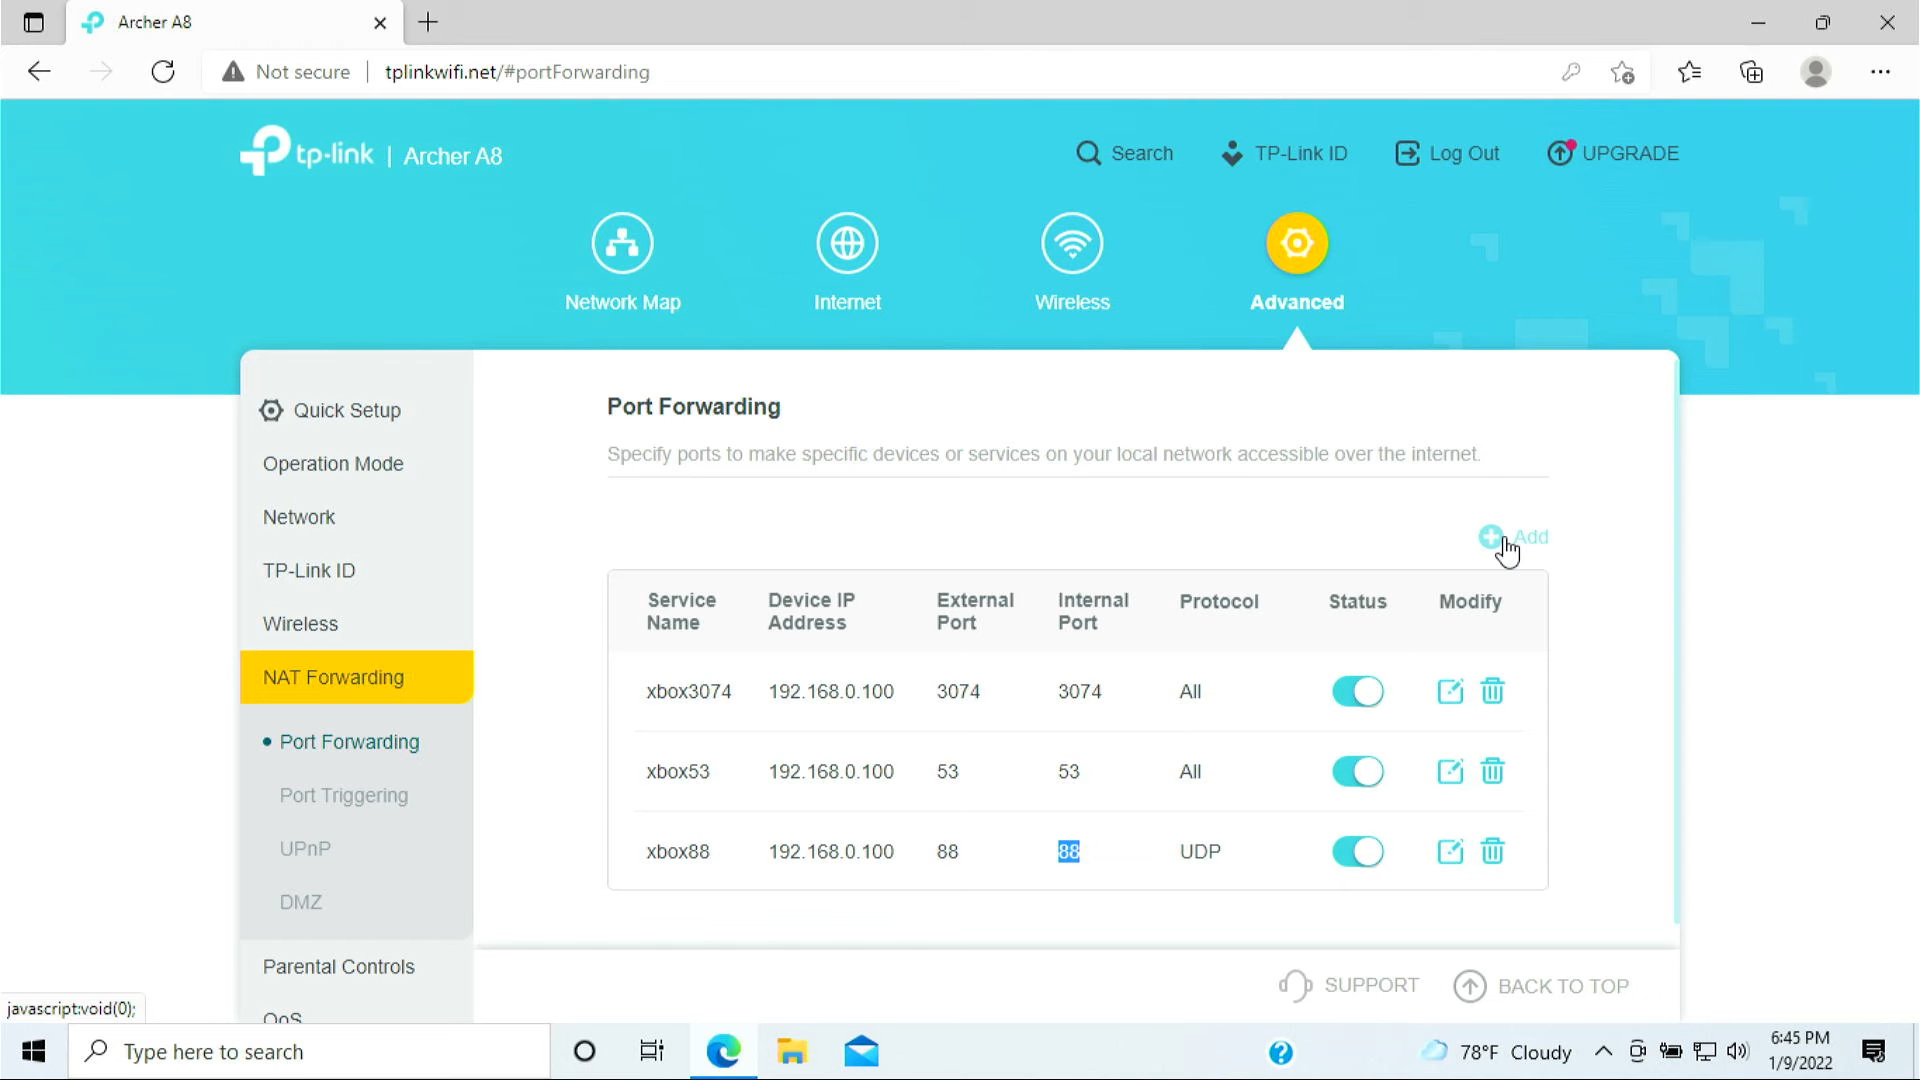 Archer A8
Not secure
tplinkwifi.net/#portForwarding
tp-link | Archer A8
Search
TP-Link ID
Log Out
UPGRADE
Network Map
Internet
Wireless
Advanced
Quick Setup
Operation Mode
Network
TP-Link ID
Wireless
NAT Forwarding
Port Forwarding
Port Triggering
UPnP
DMZ
Parental Controls
QoS
Port Forwarding
Specify ports to make specific devices or services on your local network accessible over the internet.
Add
Service Name Device IP Address External Port Internal Port Protocol Status Modify
xbox3074 192.168.0.100 3074 3074 All
xbox53 192.168.0.100 53 53 All
xbox88 192.168.0.100 88 88 UDP
SUPPORT
BACK TO TOP
javascript:void(0);
Type here to search
78°F Cloudy
6:45 PM
1/9/2022